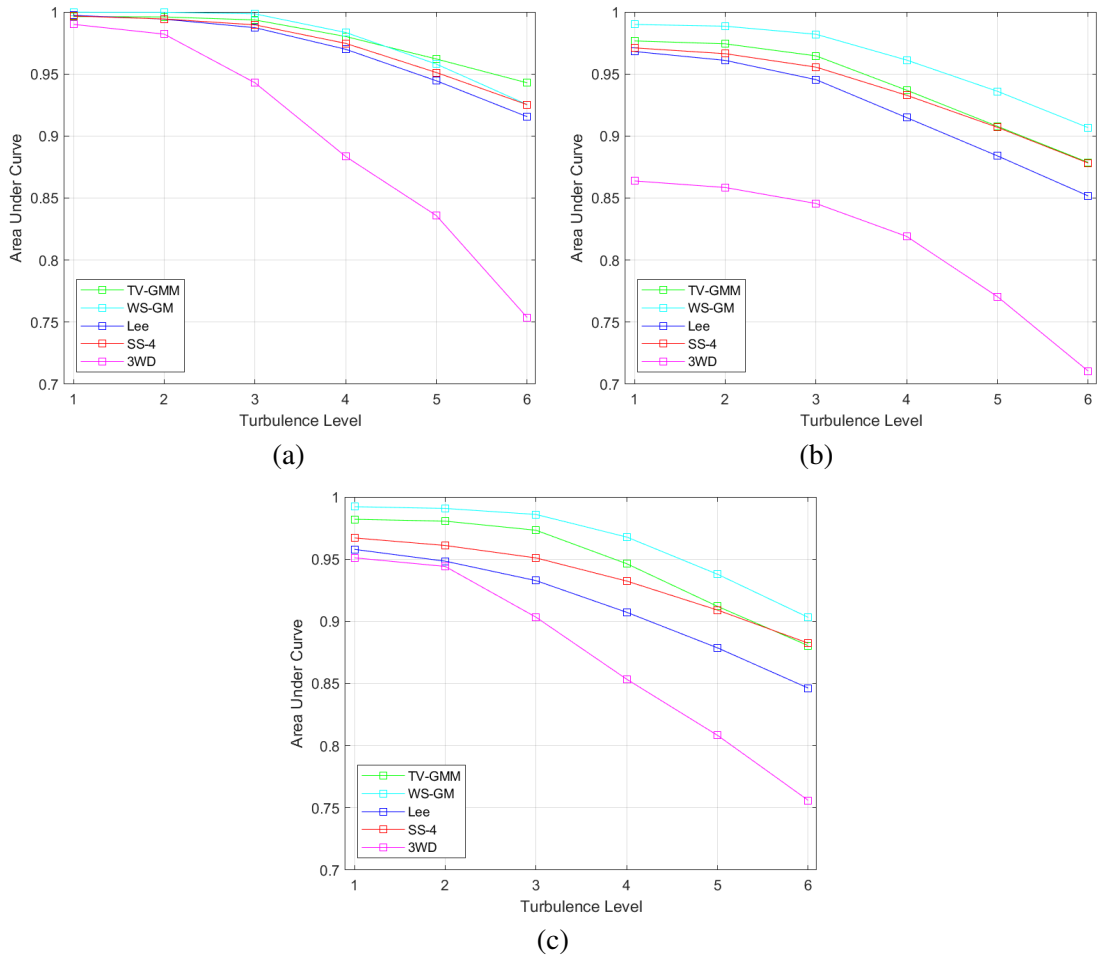 1
0.95
0.9
0.85
0.8
0.75
0.7
Area Under Curve
TV-GMM
WS-GM
Lee
SS-4
3WD
1 2 3 4 5 6
Turbulence Level
(a)
1
0.95
0.9
0.85
0.8
0.75
0.7
Area Under Curve
TV-GMM
WS-GM
Lee
SS-4
3WD
1 2 3 4 5 6
Turbulence Level
(b)
1
0.95
0.9
0.85
0.8
0.75
0.7
Area Under Curve
TV-GMM
WS-GM
Lee
SS-4
3WD
1 2 3 4 5 6
Turbulence Level
(c)